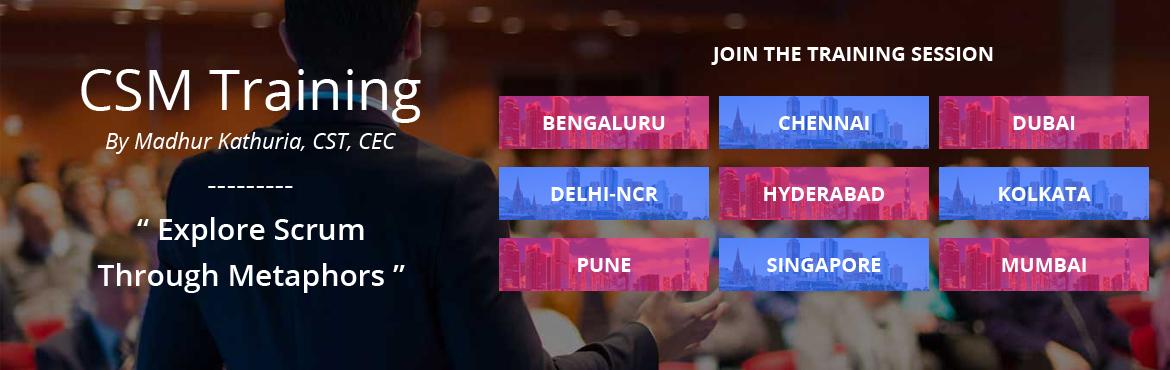 CSM Training
By Madhur Kathuria, CST, CEC
---------
“ Explore Scrum
Through Metaphors ”
JOIN THE TRAINING SESSION
BENGALURU
CHENNAI
DUBAI
DELHI-NCR
HYDERABAD
KOLKATA
PUNE
SINGAPORE
MUMBAI